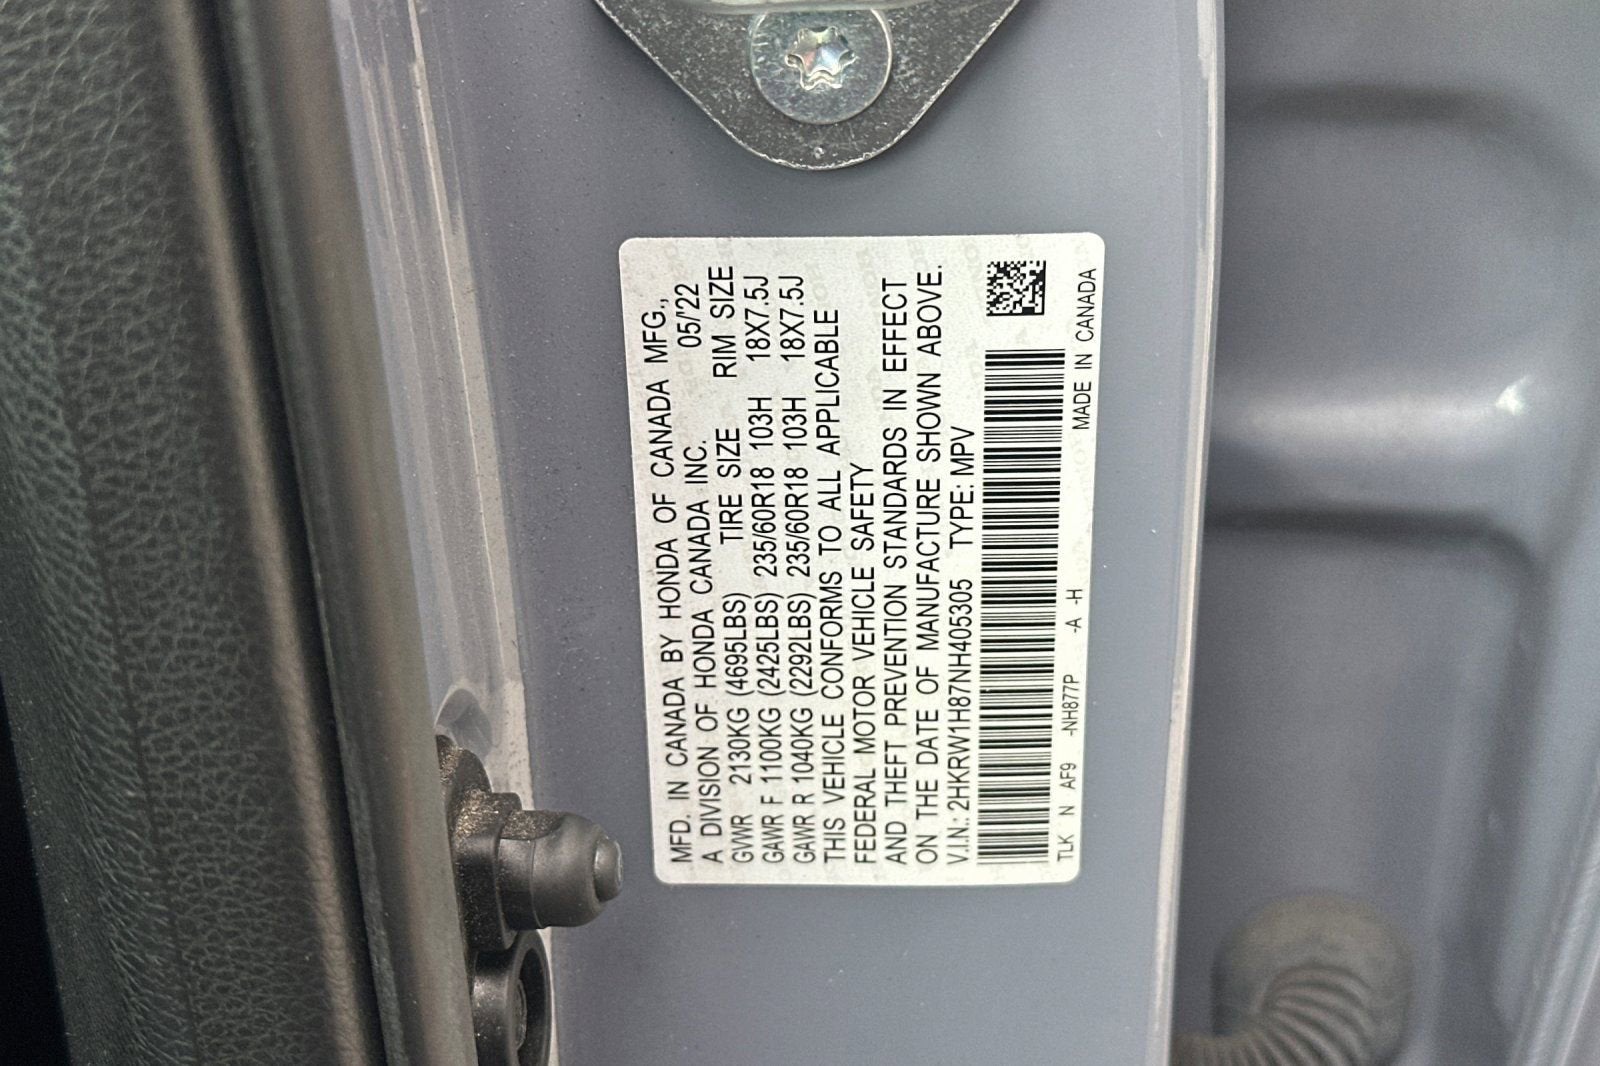 MFD. IN CANADA BY HONDA OF CANADA MFG.,
A DIVISION OF HONDA CANADA INC. 05/'22
GVWR 2130KG (4695LBS) TIRE SIZE RIM SIZE
GAWR F 1100KG (2425LBS) 235/60R18 103H 18X7.5J
GAWR R 1040KG (2292LBS) 235/60R18 103H 18X7.5J
THIS VEHICLE CONFORMS TO ALL APPLICABLE
FEDERAL MOTOR VEHICLE SAFETY
AND THEFT PREVENTION STANDARDS IN EFFECT
ON THE DATE OF MANUFACTURE SHOWN ABOVE.
V.I.N.: 2HKRW1H87NH405305 TYPE: MPV
TLK N AF9 -NH877P -A -H MADE IN CANADA